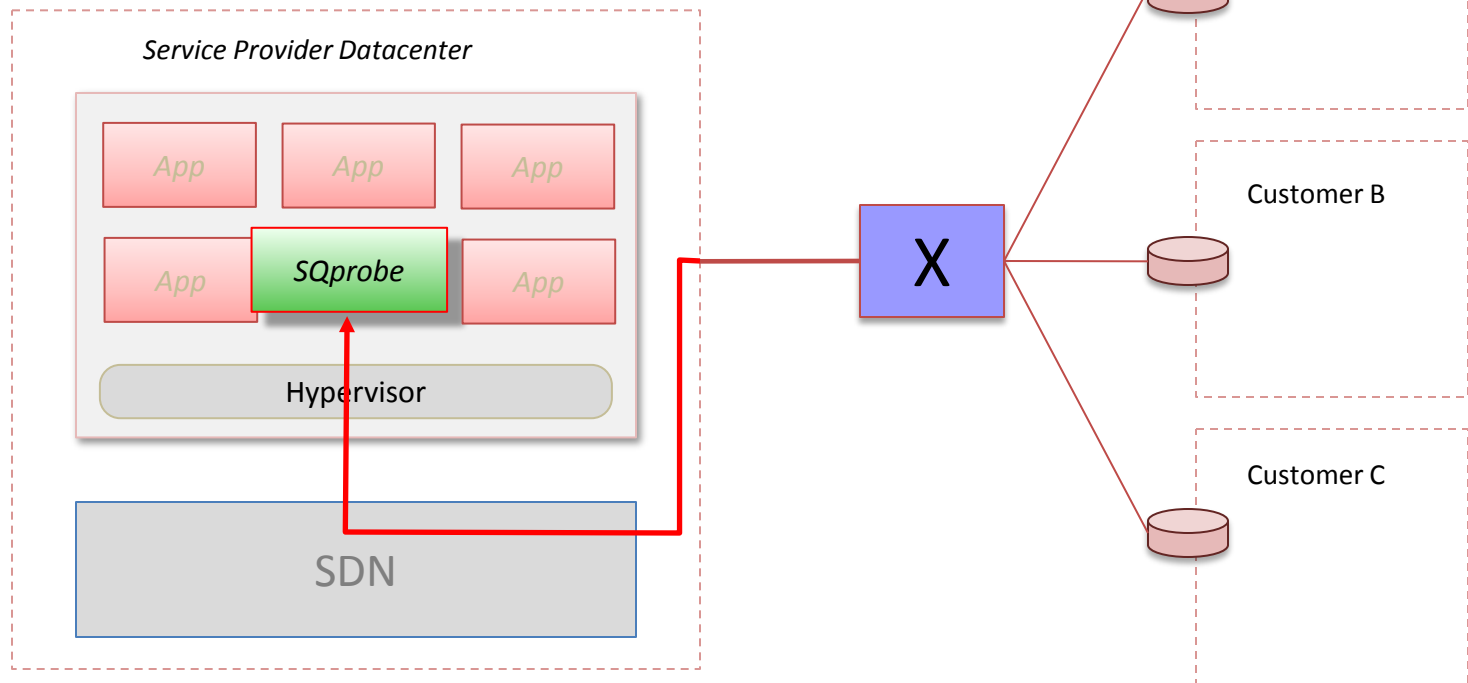 Service Provider Datacenter
App
App
App
App
SQprobe
App
Hypervisor
SDN
X
Customer B
Customer C